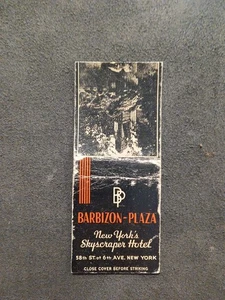 BP
BARBIZON-PLAZA
New York's
Skyscraper Hotel
58th ST. at 6th AVE. NEW YORK
CLOSE COVER BEFORE STRIKING